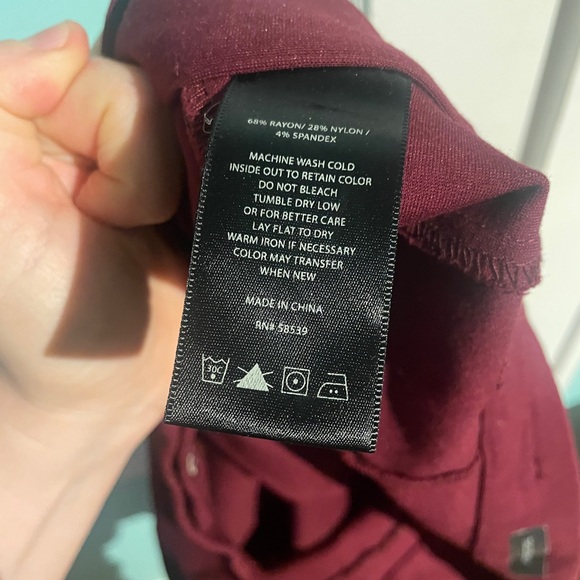 68% RAYON/ 28% NYLON /
4% SPANDEX
MACHINE WASH COLD
INSIDE OUT TO RETAIN COLOR
DO NOT BLEACH
TUMBLE DRY LOW
OR FOR BETTER CARE
LAY FLAT TO DRY
WARM IRON IF NECESSARY
COLOR MAY TRANSFER
WHEN NEW
MADE IN CHINA
RN# 58539
30C